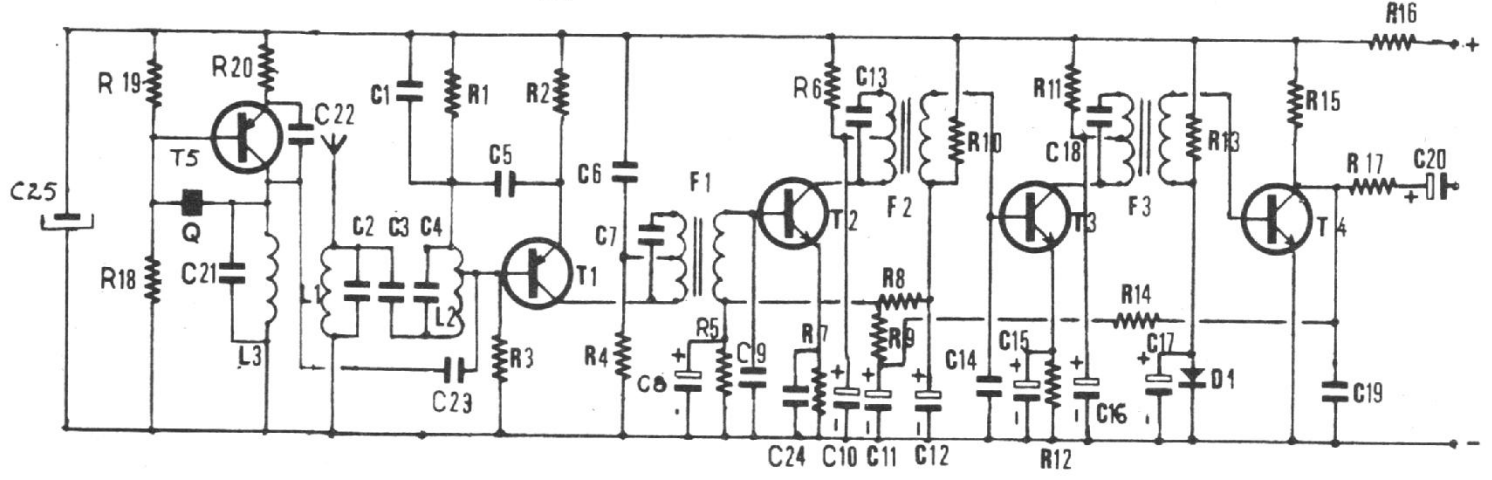 R16
+
R19
R20
C22
C1
R1
R2
R6
C13
R11
R15
T5
C5
C6
R10
C18
R13
R17
C20
+
C25
Q
C2
C3
C4
F1
C7
T2
F2
T3
F3
T4
R18
C21
L1
L2
T1
R8
R14
L3
R3
R4
R5
R7
R9
C15
C17
C23
+
C8
-
C9
+
+
+
C14
+
+
+
D1
C19
-
-
-
-
-
C16
-
-
C24
C10
C11
C12
R12